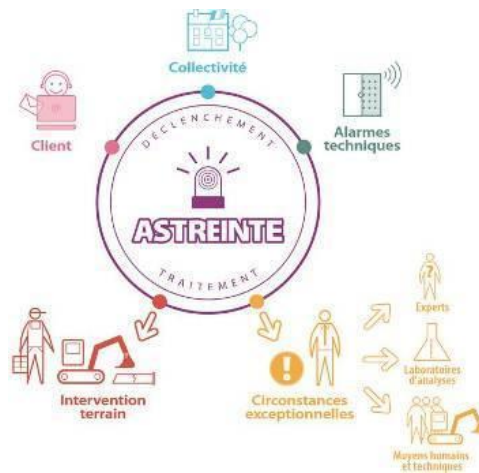 Collectivité
Client
Alarmes
techniques
DÉCLENCHEMENT
ASTREINTE
TRAITEMENT
Intervention
terrain
Circonstances
exceptionnelles
Experts
Laboratoires
d'analyses
Moyens humains
et techniques